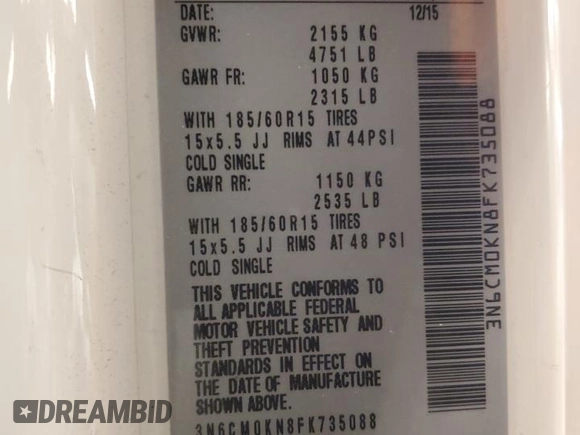 DATE: 12/15
GVWR: 2155 KG
4751 LB
GAWR FR: 1050 KG
2315 LB
WITH 185/60R15 TIRES
15x5.5 JJ RIMS AT 44PSI
COLD SINGLE
GAWR RR: 1150 KG
2535 LB
WITH 185/60R15 TIRES
15x5.5 JJ RIMS AT 48 PSI
COLD SINGLE
THIS VEHICLE CONFORMS TO
ALL APPLICABLE FEDERAL
MOTOR VEHICLE SAFETY AND
THEFT PREVENTION
STANDARDS IN EFFECT ON
THE DATE OF MANUFACTURE
SHOWN ABOVE.
3N6CM0KN8FK735088
3N6CM0KN8FK735088
DREAMBID